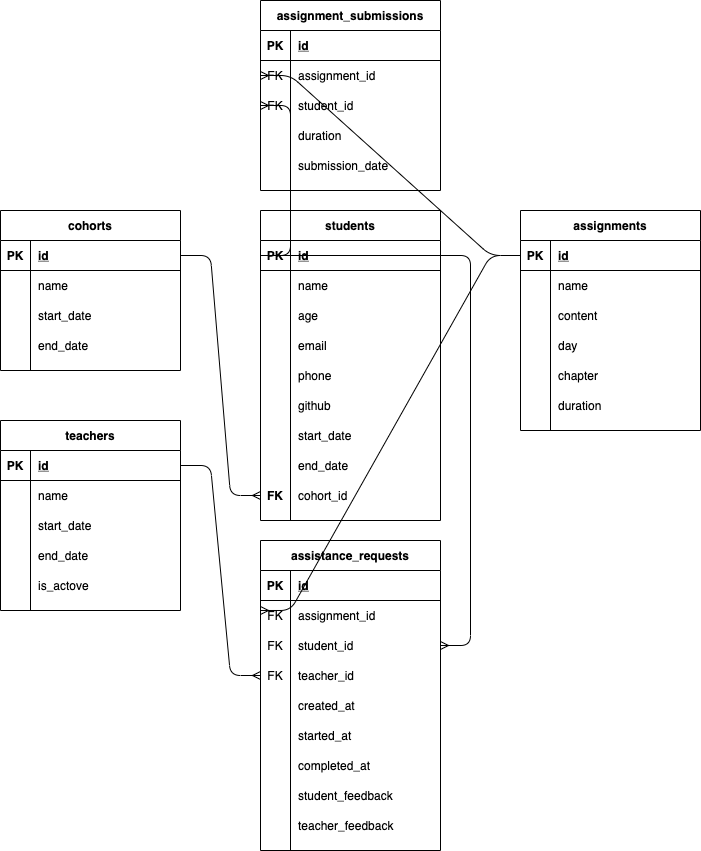 assignment_submissions
PK id
FK assignment_id
FK student_id
duration
submission_date
cohorts
PK id
name
start_date
end_date
students
PK id
name
age
email
phone
github
start_date
end_date
FK cohort_id
assignments
PK id
name
content
day
chapter
duration
teachers
PK id
name
start_date
end_date
is_actove
assistance_requests
PK id
FK assignment_id
FK student_id
FK teacher_id
created_at
started_at
completed_at
student_feedback
teacher_feedback